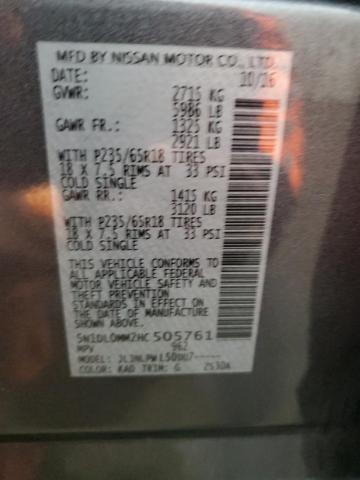 MFD BY NISSAN MOTOR CO., LTD.
DATE: 10/16
GVWR: 2715 KG
5986 LB
GAWR FR.: 1325 KG
2921 LB
WITH P235/65R18 TIRES
18 X 7.5 RIMS AT 33 PSI
COLD SINGLE
GAWR RR.: 1415 KG
3120 LB
WITH P235/65R18 TIRES
18 X 7.5 RIMS AT 33 PSI
COLD SINGLE
THIS VEHICLE CONFORMS TO
ALL APPLICABLE FEDERAL
MOTOR VEHICLE SAFETY AND
THEFT PREVENTION
STANDARDS IN EFFECT ON
THE DATE OF MANUFACTURE
SHOWN ABOVE.
5N1DL0MM2HC505761
MPV 962
MODEL:
COLOR: KAD TRIM: G